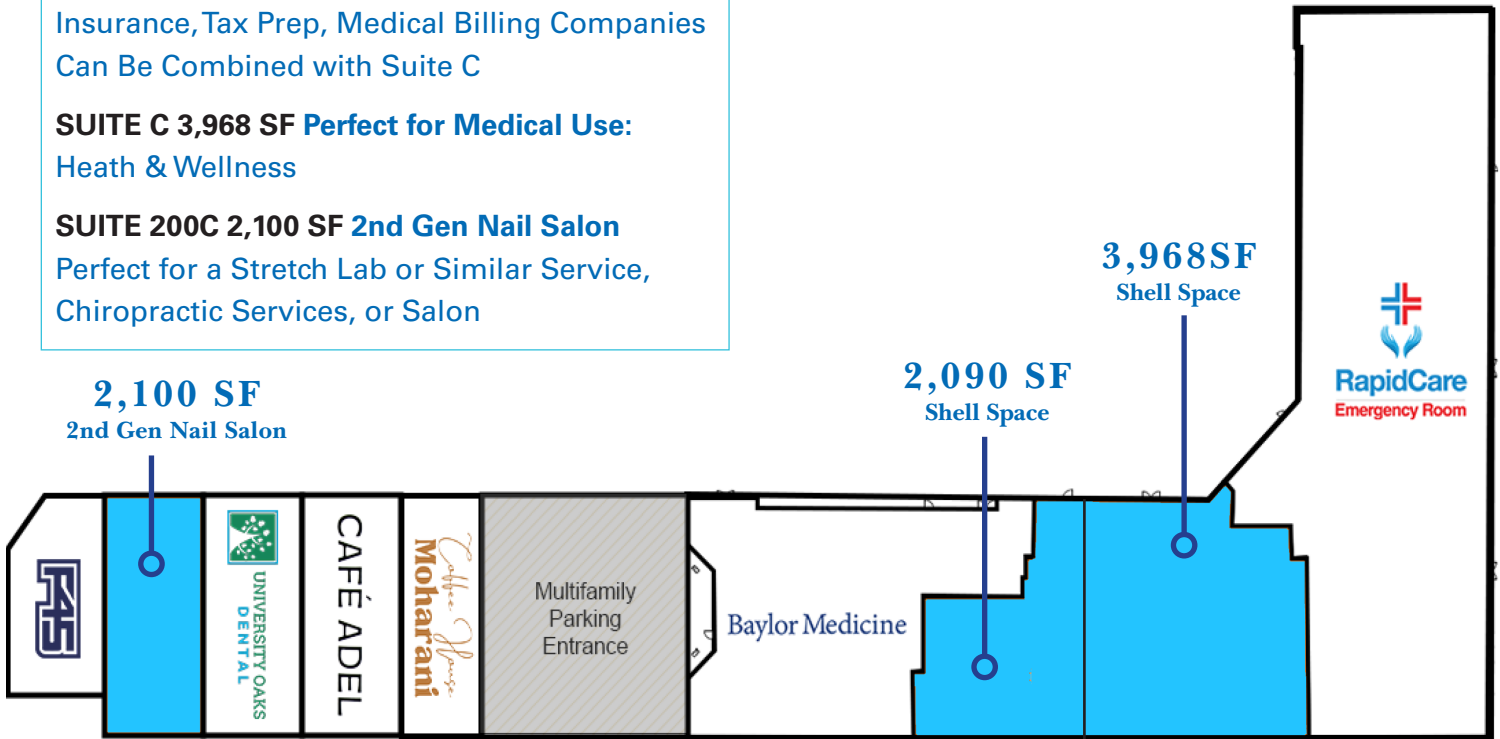 Insurance, Tax Prep, Medical Billing Companies
Can Be Combined with Suite C
SUITE C 3,968 SF Perfect for Medical Use:
Heath & Wellness
SUITE 200C 2,100 SF 2nd Gen Nail Salon
Perfect for a Stretch Lab or Similar Service,
Chiropractic Services, or Salon
2,100 SF
2nd Gen Nail Salon
2,090 SF
Shell Space
3,968SF
Shell Space
RapidCare
Emergency Room
F45
UNIVERSITY OAKS
DENTAL
CAFÉ ADEL
Coffee House
Moharani
Multifamily
Parking
Entrance
Baylor Medicine